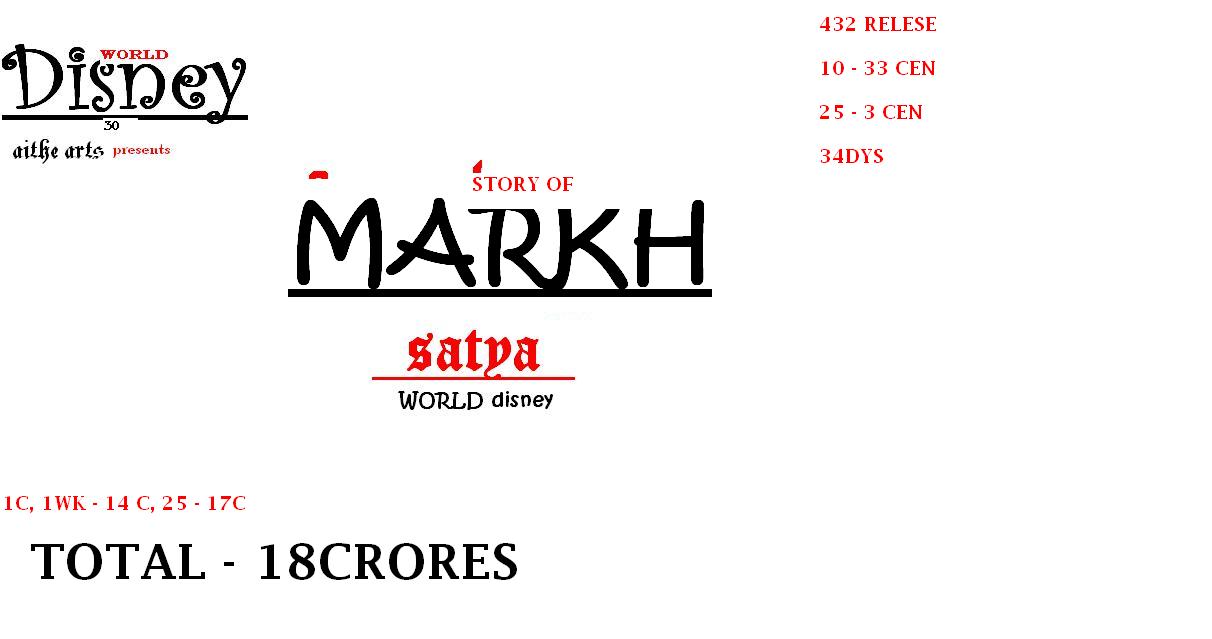 WORLD
Disney
30
aithe arts presents
STORY OF
MARKH
satya
WORLD disney
432 RELESE
10 - 33 CEN
25 - 3 CEN
34DYS
1C, 1WK - 14 C, 25 - 17C
TOTAL - 18CRORES